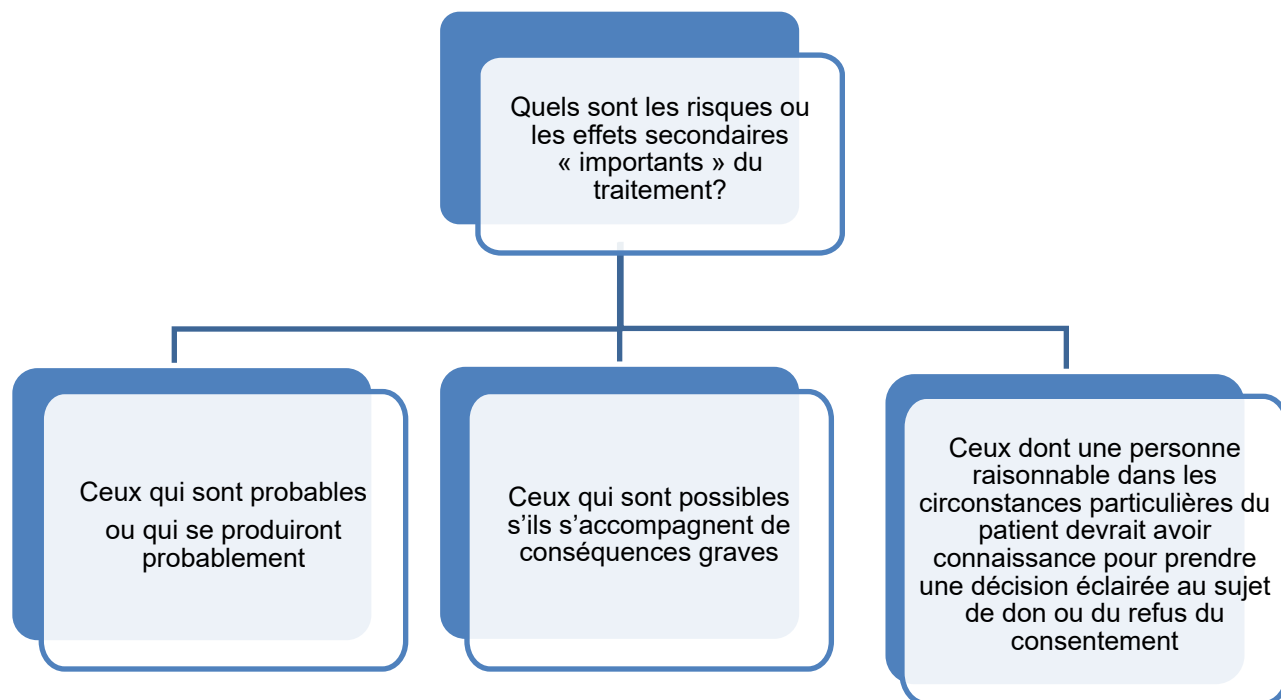 Quels sont les risques ou
les effets secondaires
« importants » du
traitement?
Ceux qui sont probables
ou qui se produiront
probablement
Ceux qui sont possibles
s’ils s’accompagnent de
conséquences graves
Ceux dont une personne
raisonnable dans les
circonstances particulières du
patient devrait avoir
connaissance pour prendre
une décision éclairée au sujet
de don ou du refus du
consentement